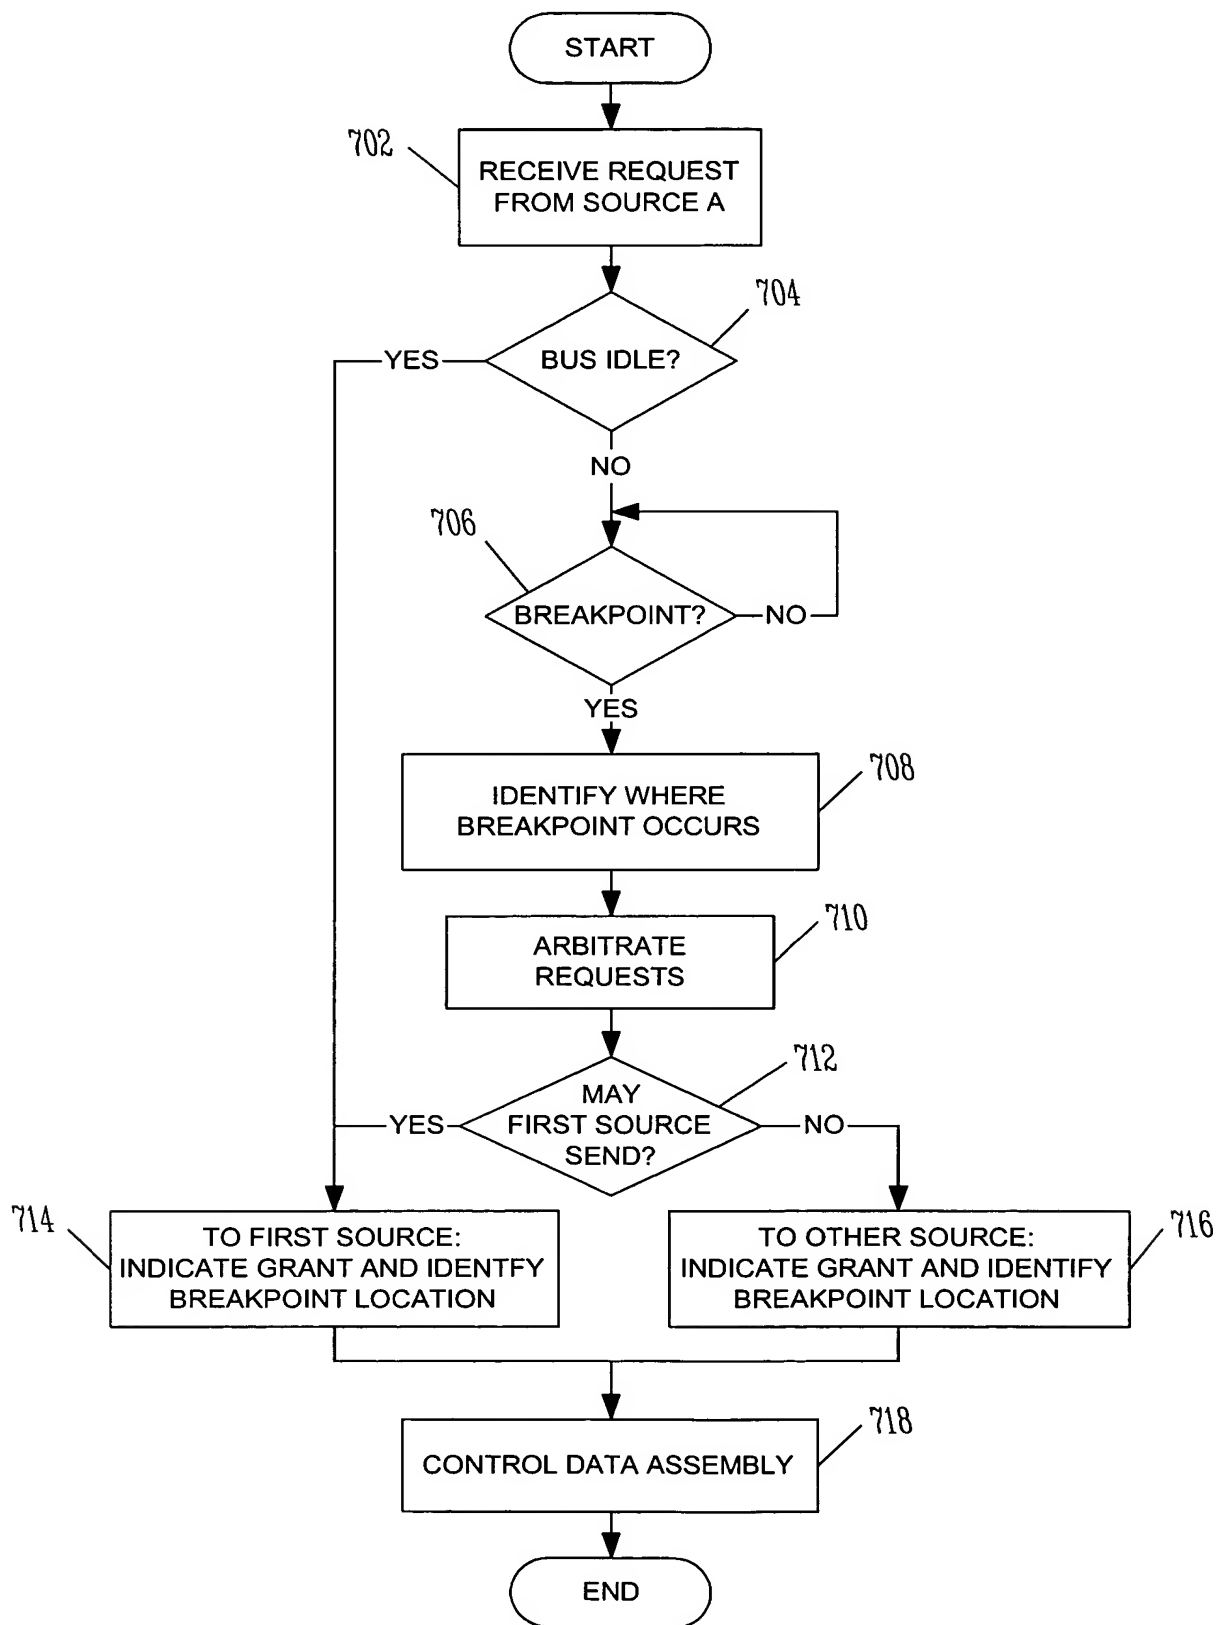 START
702
RECEIVE REQUEST
FROM SOURCE A
704
BUS IDLE?
YES
NO
706
BREAKPOINT?
NO
YES
708
IDENTIFY WHERE
BREAKPOINT OCCURS
710
ARBITRATE
REQUESTS
712
MAY
FIRST SOURCE
SEND?
YES
NO
714
TO FIRST SOURCE:
INDICATE GRANT AND IDENTFY
BREAKPOINT LOCATION
716
TO OTHER SOURCE:
INDICATE GRANT AND IDENTIFY
BREAKPOINT LOCATION
718
CONTROL DATA ASSEMBLY
END